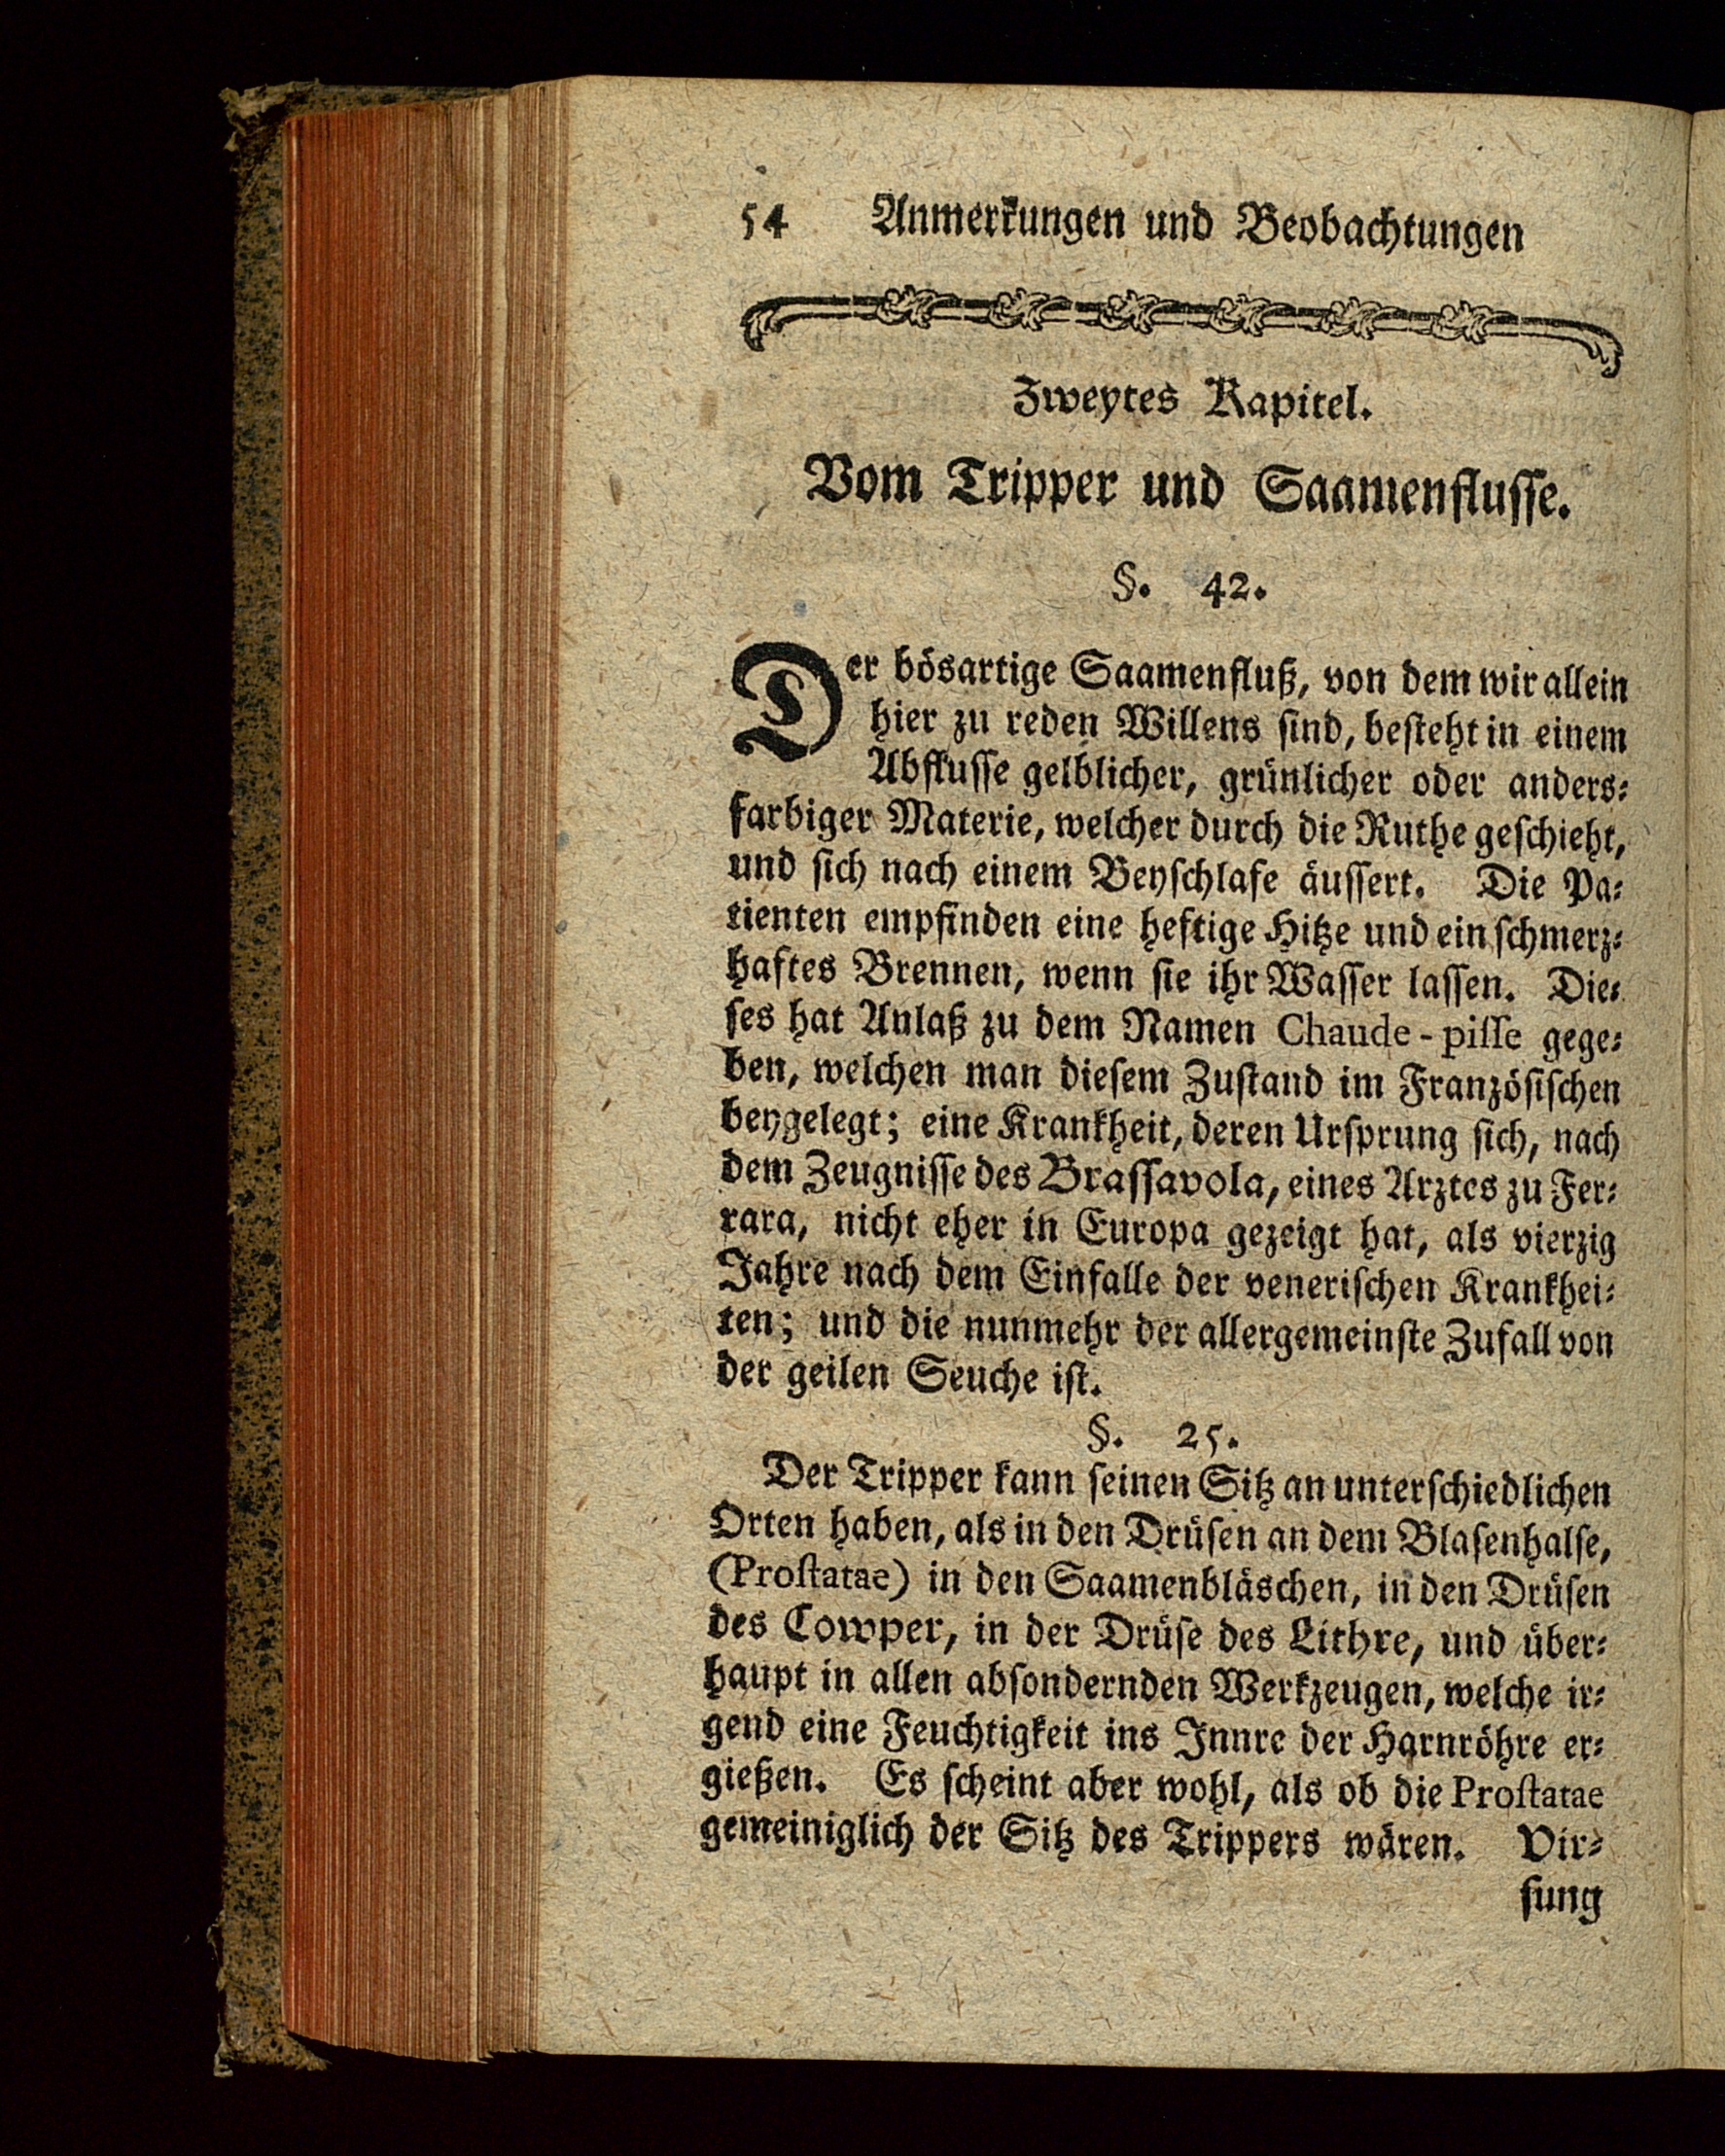 54 Anmerkungen und Beobachtungen
Zweytes Kapitel.
Vom Tripper und Saamenflusse.
§. 42.
Der bösartige Saamenfluß, von dem wir allein
hier zu reden Willens sind, besteht in einem
Abflusse gelblicher, grünlicher oder anders-
farbiger Materie, welcher durch die Ruthe geschieht,
und sich nach einem Beyschlafe äussert. Die Pa-
tienten empfinden eine heftige Hitze und ein schmerz-
haftes Brennen, wenn sie ihr Wasser lassen. Die-
ses hat Anlaß zu dem Namen Chaude-pisse gege-
ben, welchen man diesem Zustand im Französischen
beygelegt; eine Krankheit, deren Ursprung sich, nach
dem Zeugnisse des Brassavola, eines Arztes zu Fer-
rara, nicht eher in Europa gezeigt hat, als vierzig
Jahre nach dem Einfalle der venerischen Krankhei-
ten; und die nunmehr der allergemeinste Zufall von
der geilen Seuche ist.
§. 25.
Der Tripper kann seinen Sitz an unterschiedlichen
Orten haben, als in den Drüsen an dem Blasenhalse,
(Prostatae) in den Saamenbläschen, in den Drüsen
des Cowper, in der Drüse des Lithre, und über-
haupt in allen absondernden Werkzeugen, welche ir-
gend eine Feuchtigkeit ins Innre der Harnröhre er-
gießen. Es scheint aber wohl, als ob die Prostatae
gemeiniglich der Sitz des Trippers wären. Vir-
sung